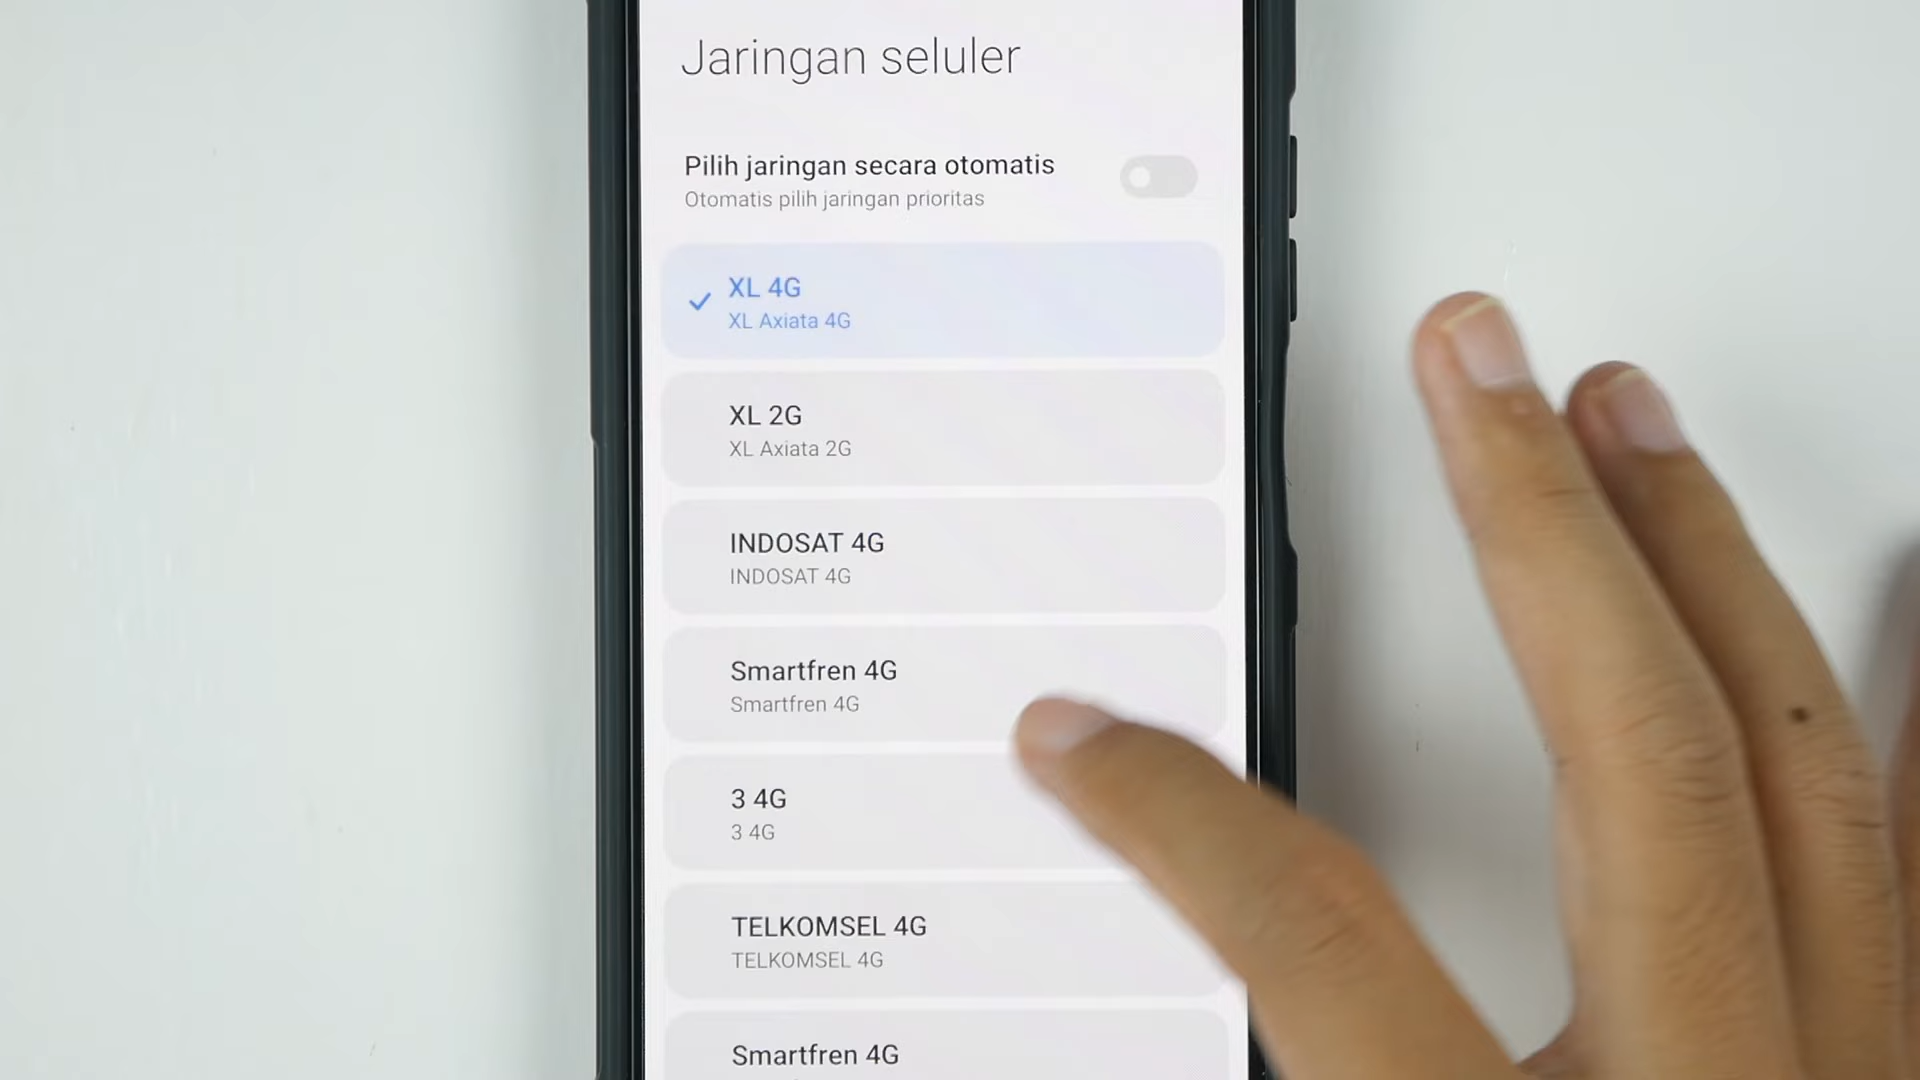 Jaringan seluler
Pilih jaringan secara otomatis
Otomatis pilih jaringan prioritas
XL 4G
XL Axiata 4G
XL 2G
XL Axiata 2G
INDOSAT 4G
INDOSAT 4G
Smartfren 4G
Smartfren 4G
3 4G
3 4G
TELKOMSEL 4G
TELKOMSEL 4G
Smartfren 4G